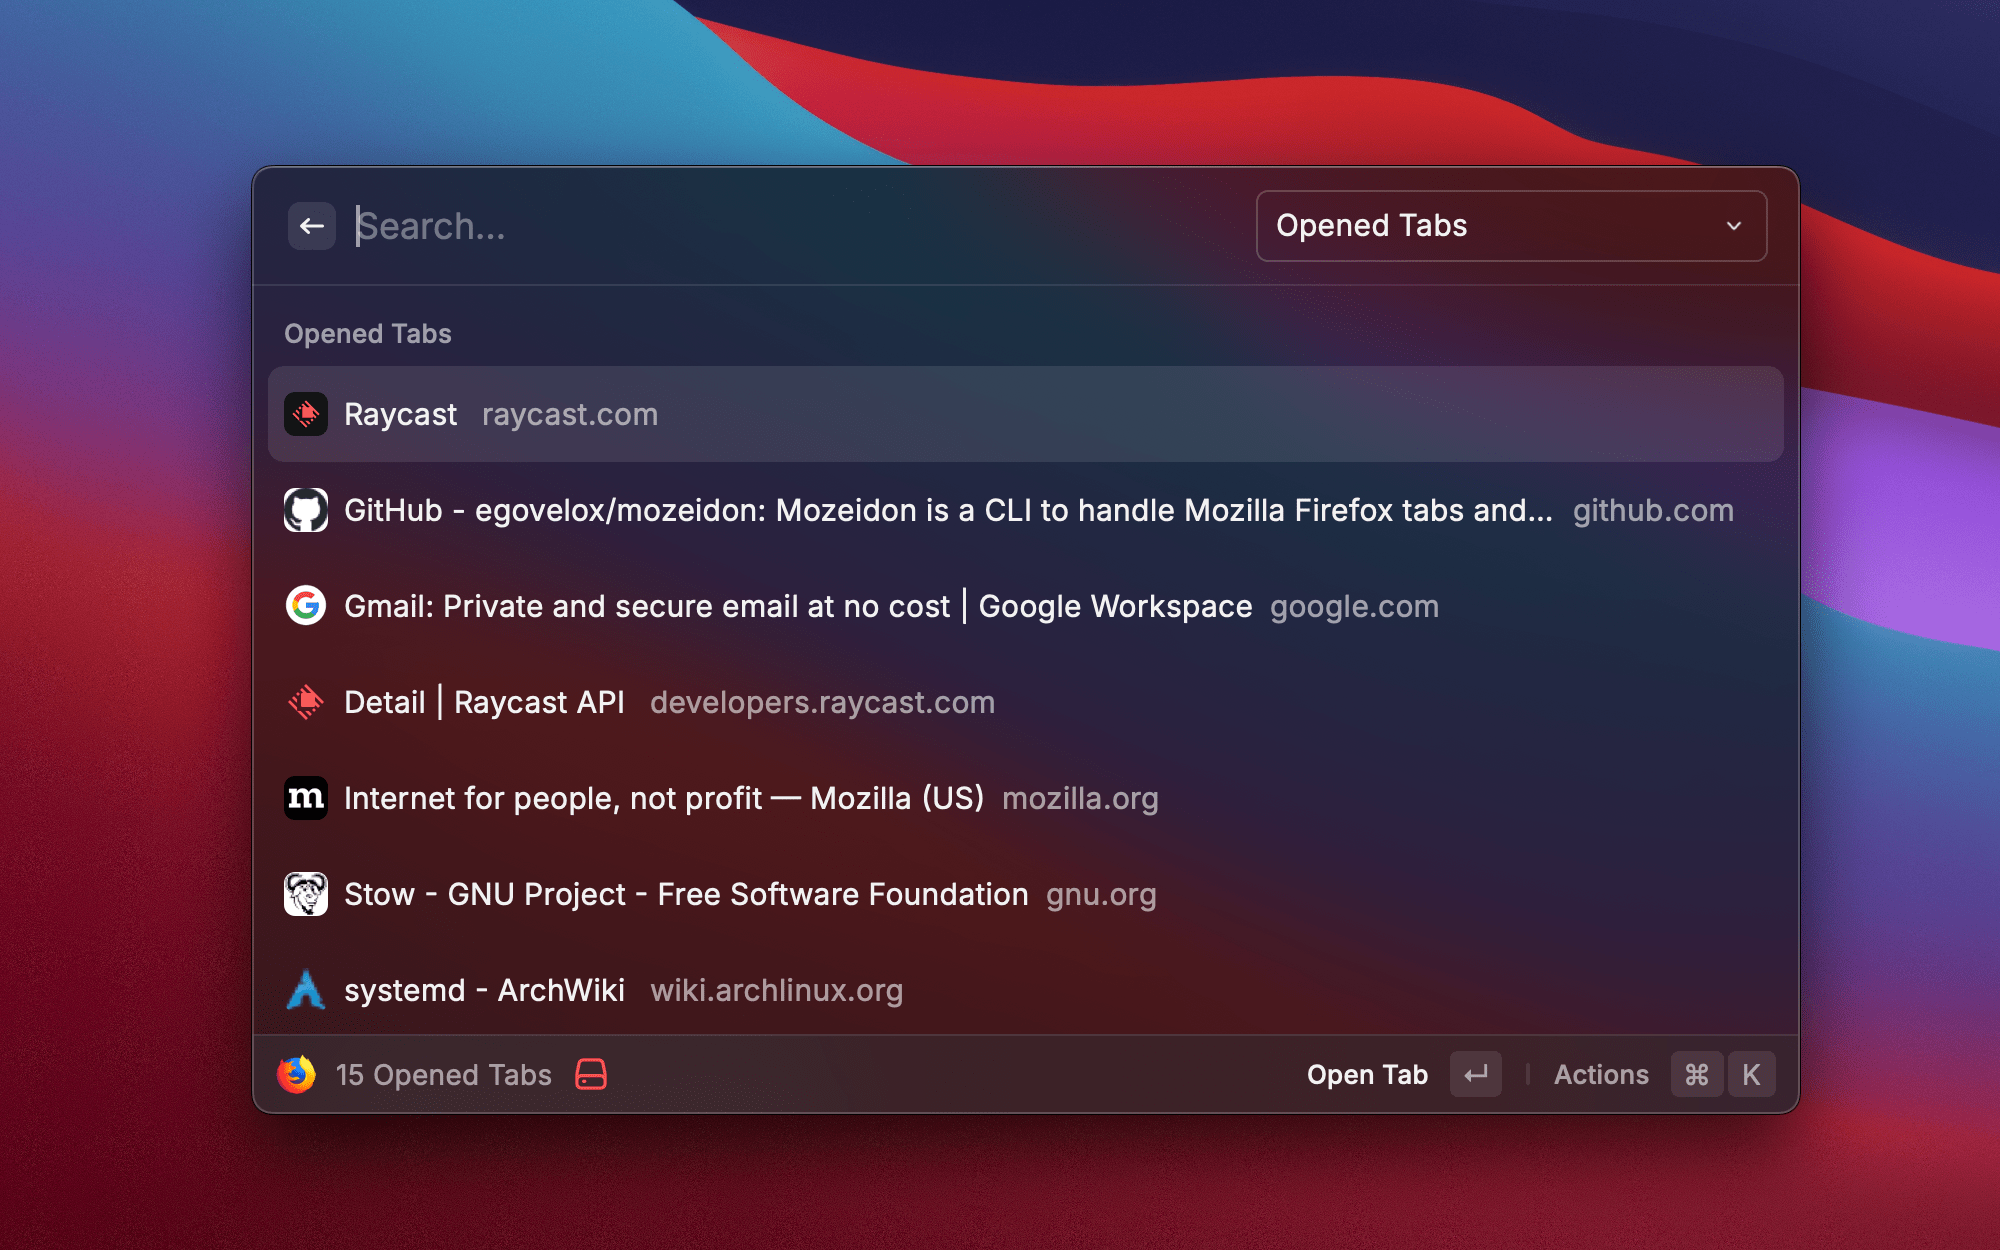 Search...
Opened Tabs
Opened Tabs
Raycast raycast.com
GitHub - egovelox/mozeidon: Mozeidon is a CLI to handle Mozilla Firefox tabs and... github.com
Gmail: Private and secure email at no cost | Google Workspace google.com
Detail | Raycast API developers.raycast.com
m Internet for people, not profit — Mozilla (US) mozilla.org
Stow - GNU Project - Free Software Foundation gnu.org
systemd - ArchWiki wiki.archlinux.org
15 Opened Tabs Open Tab ↵ Actions ⌘ K